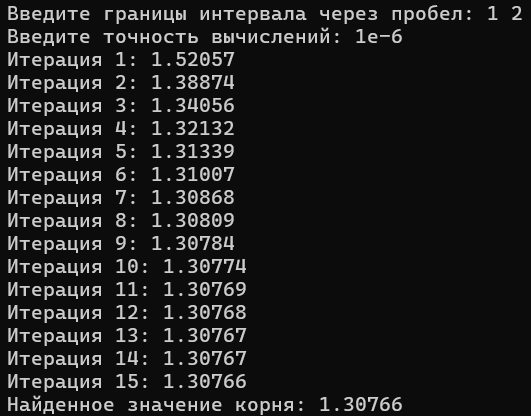 Введите границы интервала через пробел: 1 2
Введите точность вычислений: 1e-6
Итерация 1: 1.52057
Итерация 2: 1.38874
Итерация 3: 1.34056
Итерация 4: 1.32132
Итерация 5: 1.31339
Итерация 6: 1.31007
Итерация 7: 1.30868
Итерация 8: 1.30809
Итерация 9: 1.30784
Итерация 10: 1.30774
Итерация 11: 1.30769
Итерация 12: 1.30768
Итерация 13: 1.30767
Итерация 14: 1.30767
Итерация 15: 1.30766
Найденное значение корня: 1.30766